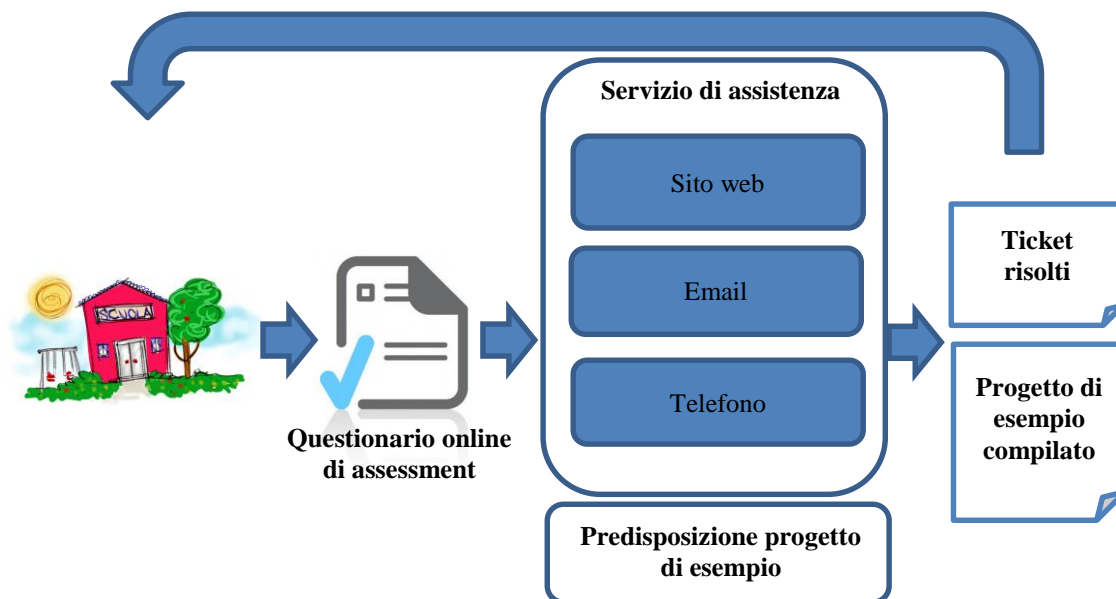 SCUOLA
Questionario online
di assessment
Servizio di assistenza
Sito web
Email
Telefono
Predisposizione progetto
di esempio
Ticket
risolti
Progetto di
esempio
compilato